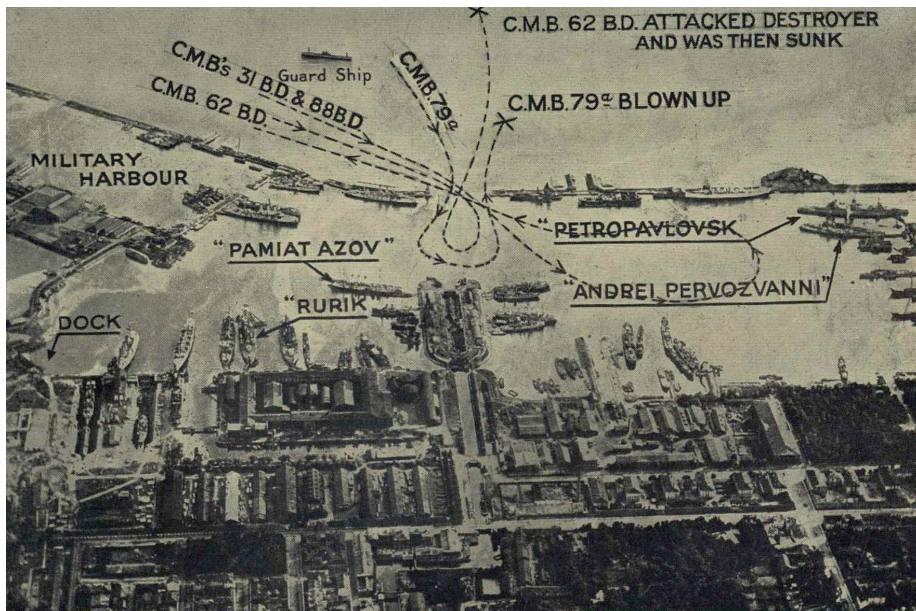 C.M.B. 62 B.D. ATTACKED DESTROYER
AND WAS THEN SUNK
C.M.B's 31 B.D & 88B.D
Guard Ship
C.M.B.79ª
C.M.B. 62 B.D.
C.M.B. 79ª BLOWN UP
MILITARY
HARBOUR
"PETROPAVLOVSK"
"PAMIAT AZOV"
"ANDREI PERVOZVANNI"
"RURIK
DOCK